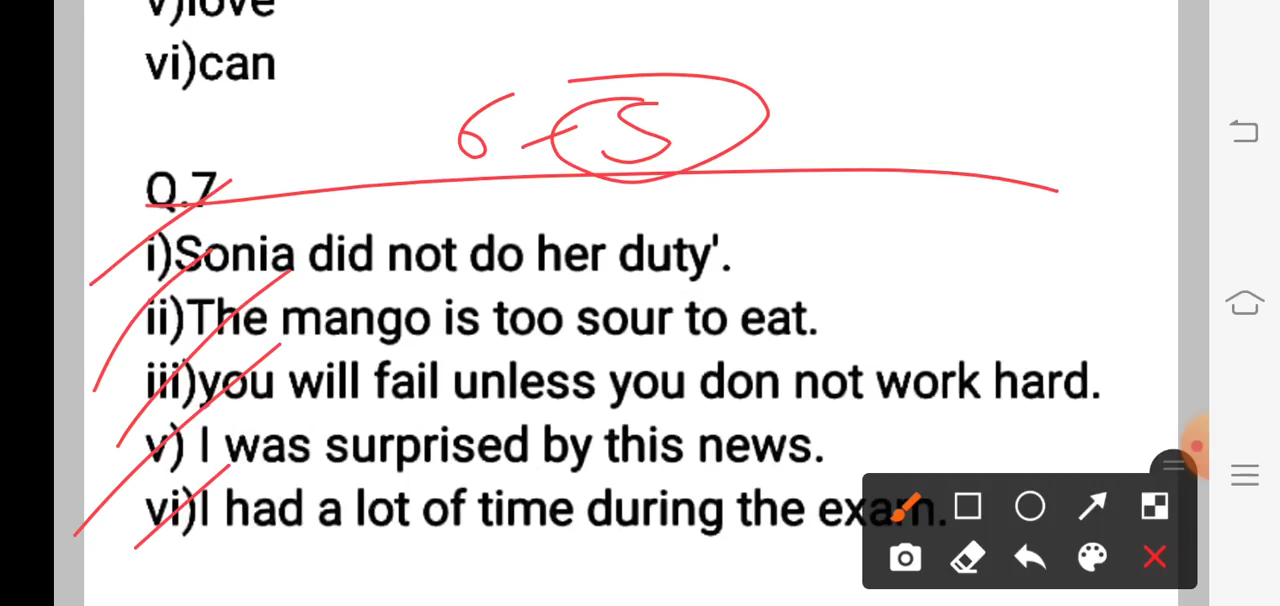 v)love
vi)can
6 - 5
Q.7
i)Sonia did not do her duty'.
ii)The mango is too sour to eat.
iii)you will fail unless you don not work hard.
v) I was surprised by this news.
vi)I had a lot of time during the exam.